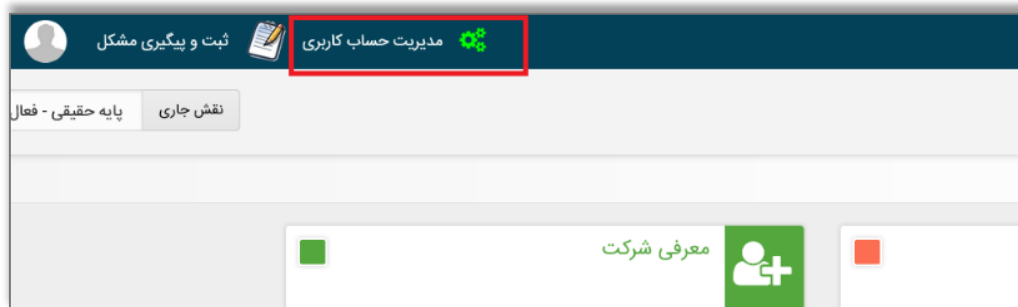 مدیریت حساب کاربری
ثبت و پیگیری مشکل
نقش جاری
پایه حقیقی - فعال
معرفی شرکت